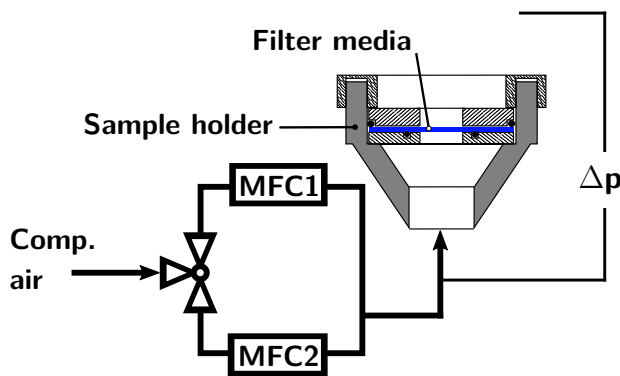 Filter media
Sample holder
Δp
MFC1
Comp.
air
MFC2